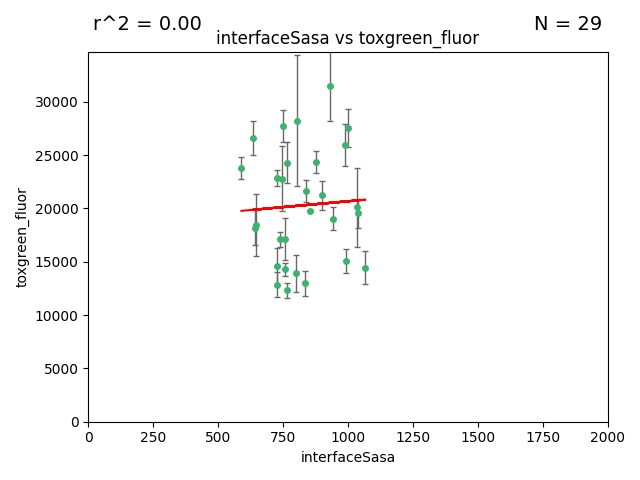 r^2 = 0.00
N = 29
interfaceSasa vs toxgreen_fluor
toxgreen_fluor
30000
25000
20000
15000
10000
5000
0
0 250 500 750 1000 1250 1500 1750 2000
interfaceSasa